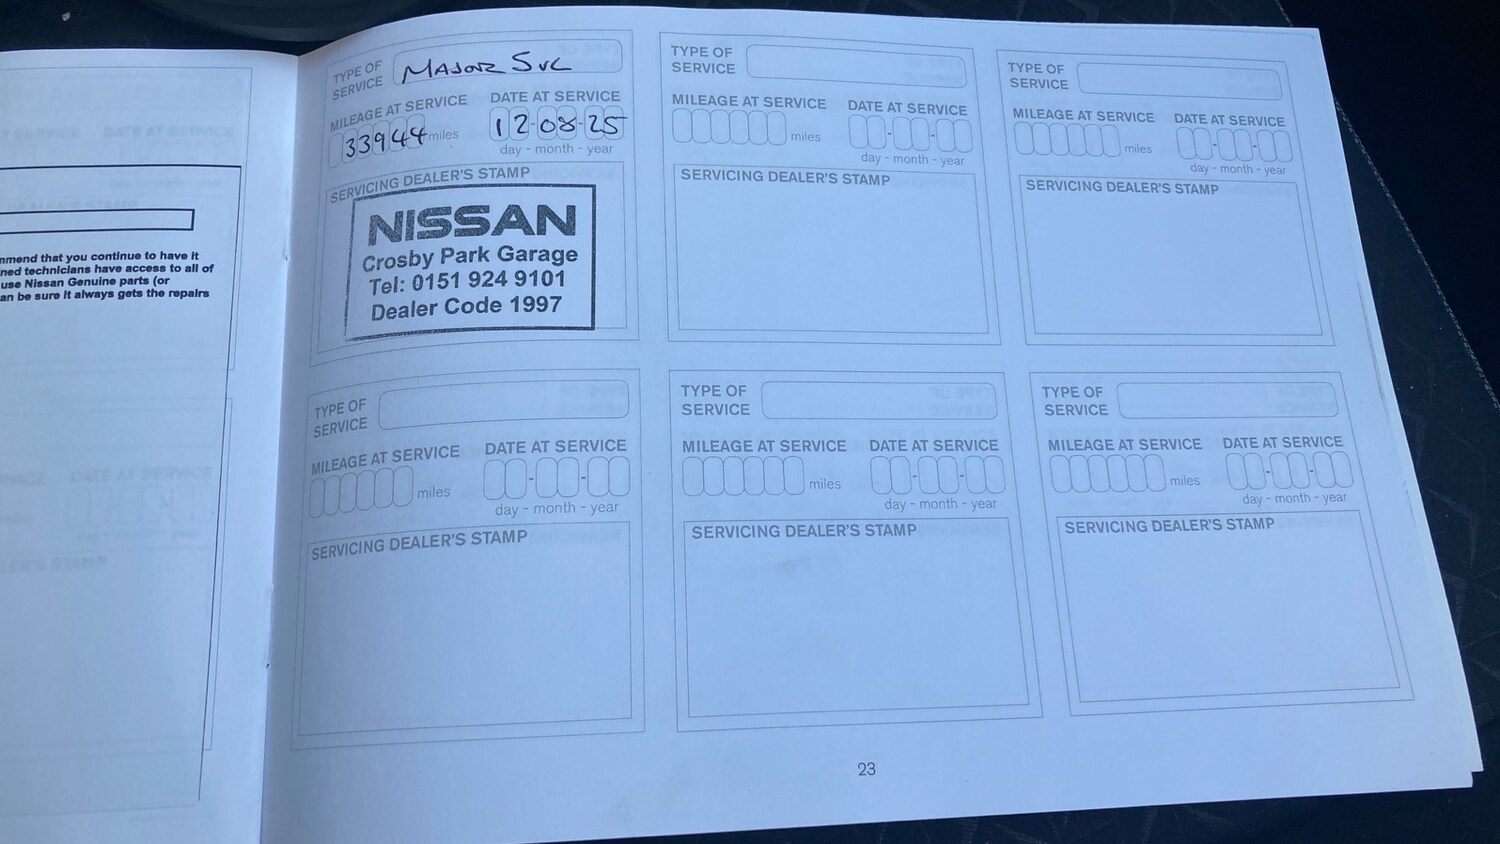 mmend that you continue to have it
ned technicians have access to all of
use Nissan Genuine parts (or
an be sure it always gets the repairs
TYPE OF SERVICE MAJOR SVC
MILEAGE AT SERVICE DATE AT SERVICE
33944 miles 12-08-25
day - month - year
SERVICING DEALER'S STAMP
NISSAN
Crosby Park Garage
Tel: 0151 924 9101
Dealer Code 1997
TYPE OF SERVICE
MILEAGE AT SERVICE DATE AT SERVICE
miles
day - month - year
SERVICING DEALER'S STAMP
TYPE OF SERVICE
MILEAGE AT SERVICE DATE AT SERVICE
miles
day - month - year
SERVICING DEALER'S STAMP
TYPE OF SERVICE
MILEAGE AT SERVICE DATE AT SERVICE
miles
day - month - year
SERVICING DEALER'S STAMP
TYPE OF SERVICE
MILEAGE AT SERVICE DATE AT SERVICE
miles
day - month - year
SERVICING DEALER'S STAMP
TYPE OF SERVICE
MILEAGE AT SERVICE DATE AT SERVICE
miles
day - month - year
SERVICING DEALER'S STAMP
23